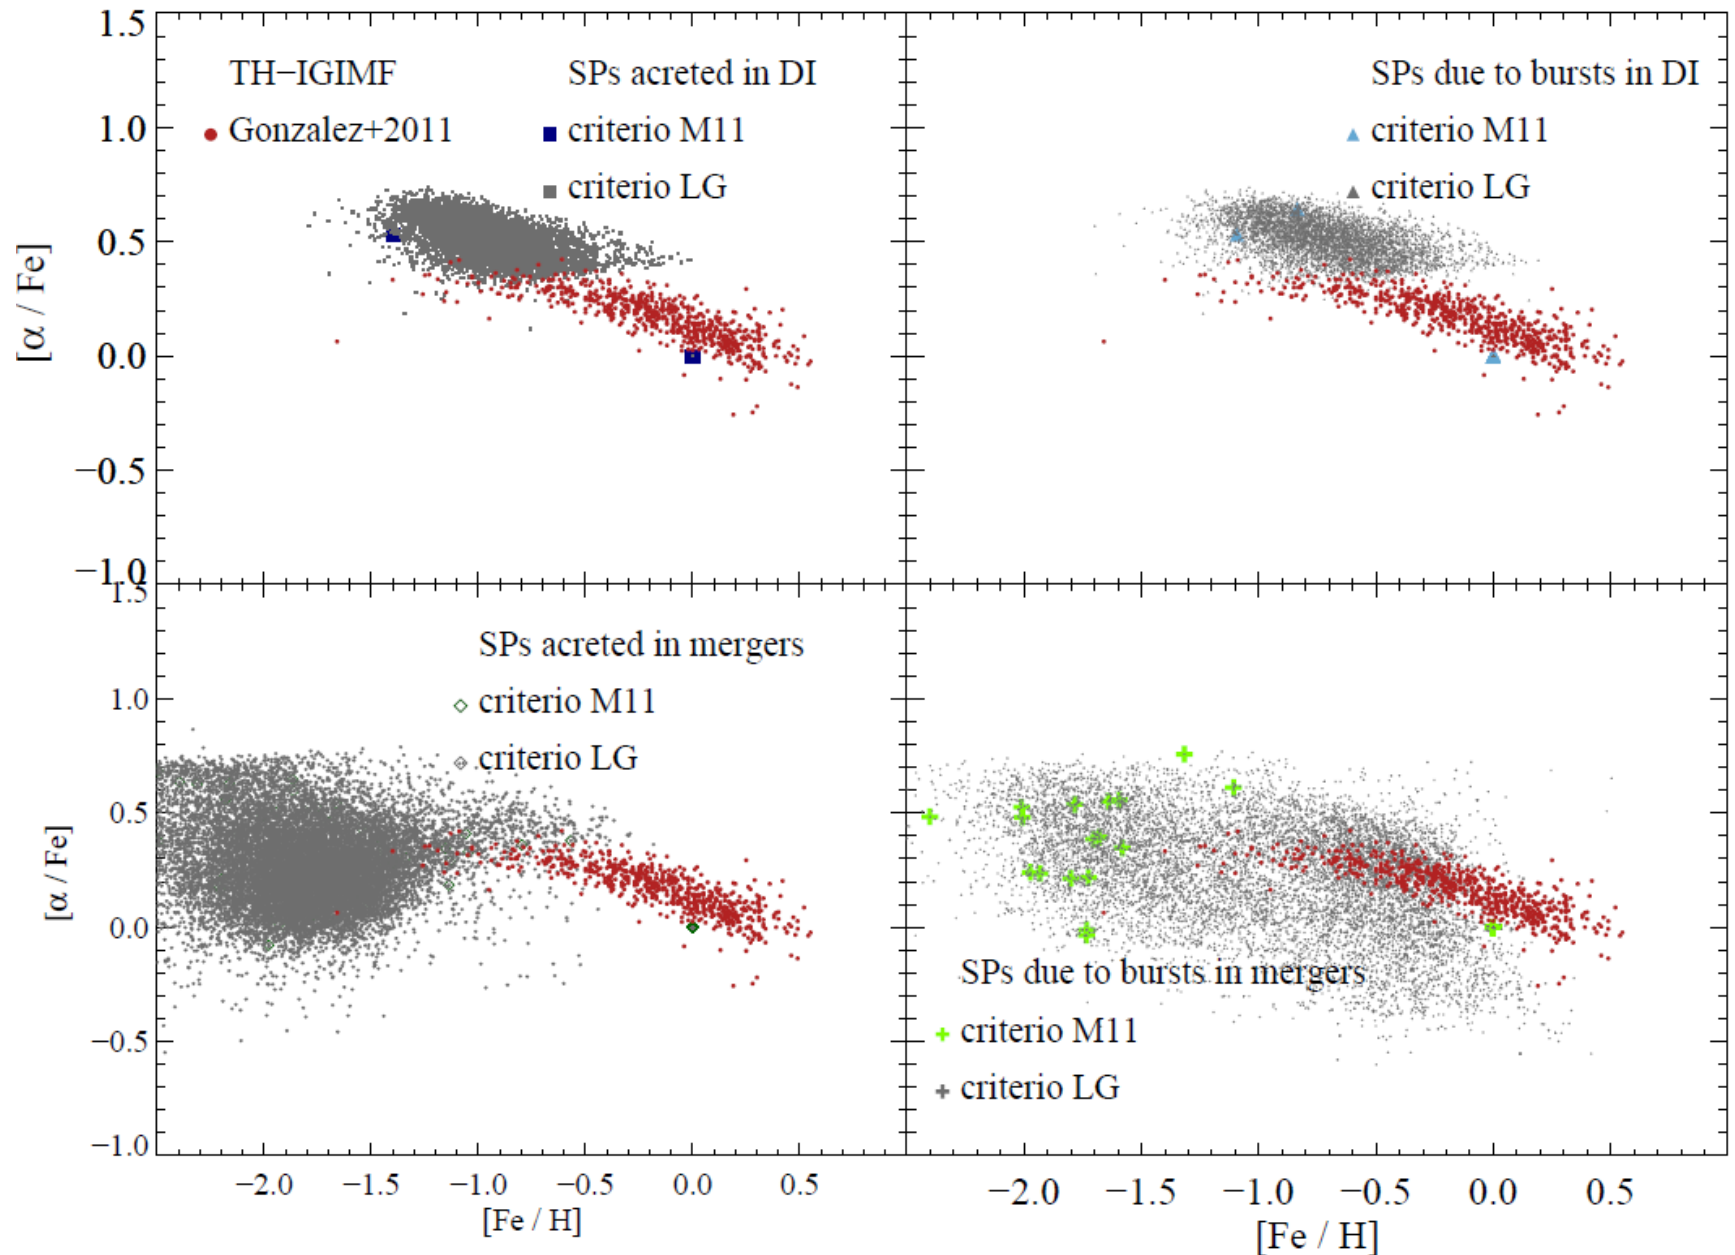 1.5
TH−IGIMF
SPs acreted in DI
Gonzalez+2011
criterio M11
criterio LG
1.0
0.5
0.0
−0.5
−1.0
[α / Fe]
SPs due to bursts in DI
criterio M11
criterio LG
1.5
SPs acreted in mergers
criterio M11
criterio LG
1.0
0.5
0.0
−0.5
−1.0
[α / Fe]
−2.0 −1.5 −1.0 −0.5 0.0 0.5
[Fe / H]
SPs due to bursts in mergers
criterio M11
criterio LG
−2.0 −1.5 −1.0 −0.5 0.0 0.5
[Fe / H]